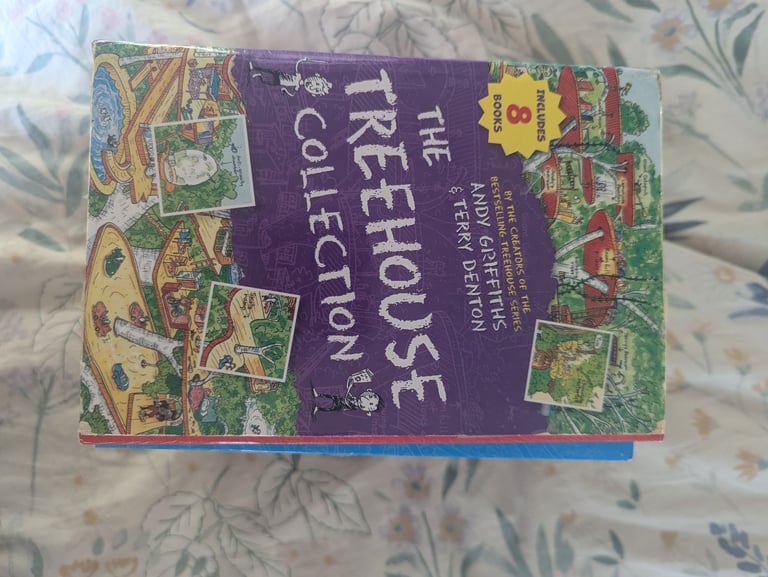 INCLUDES
8
BOOKS
BY THE CREATORS OF THE
BESTSELLING TREEHOUSE SERIES
ANDY GRIFFITHS
& TERRY DENTON
THE
TREEHOUSE
COLLECTION